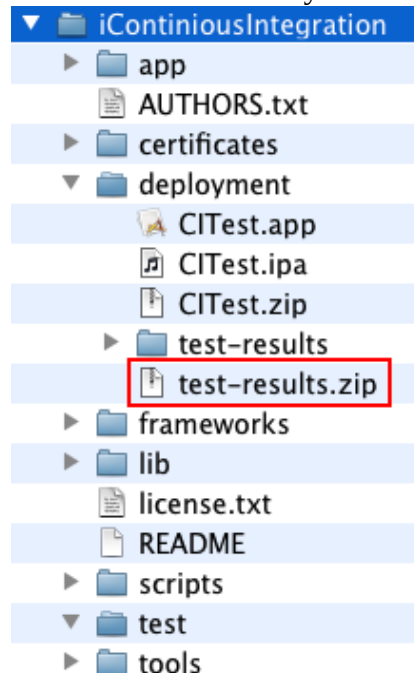 iContiniousIntegration
app
AUTHORS.txt
certificates
deployment
CITest.app
CITest.ipa
CITest.zip
test-results
test-results.zip
frameworks
lib
license.txt
README
scripts
test
tools